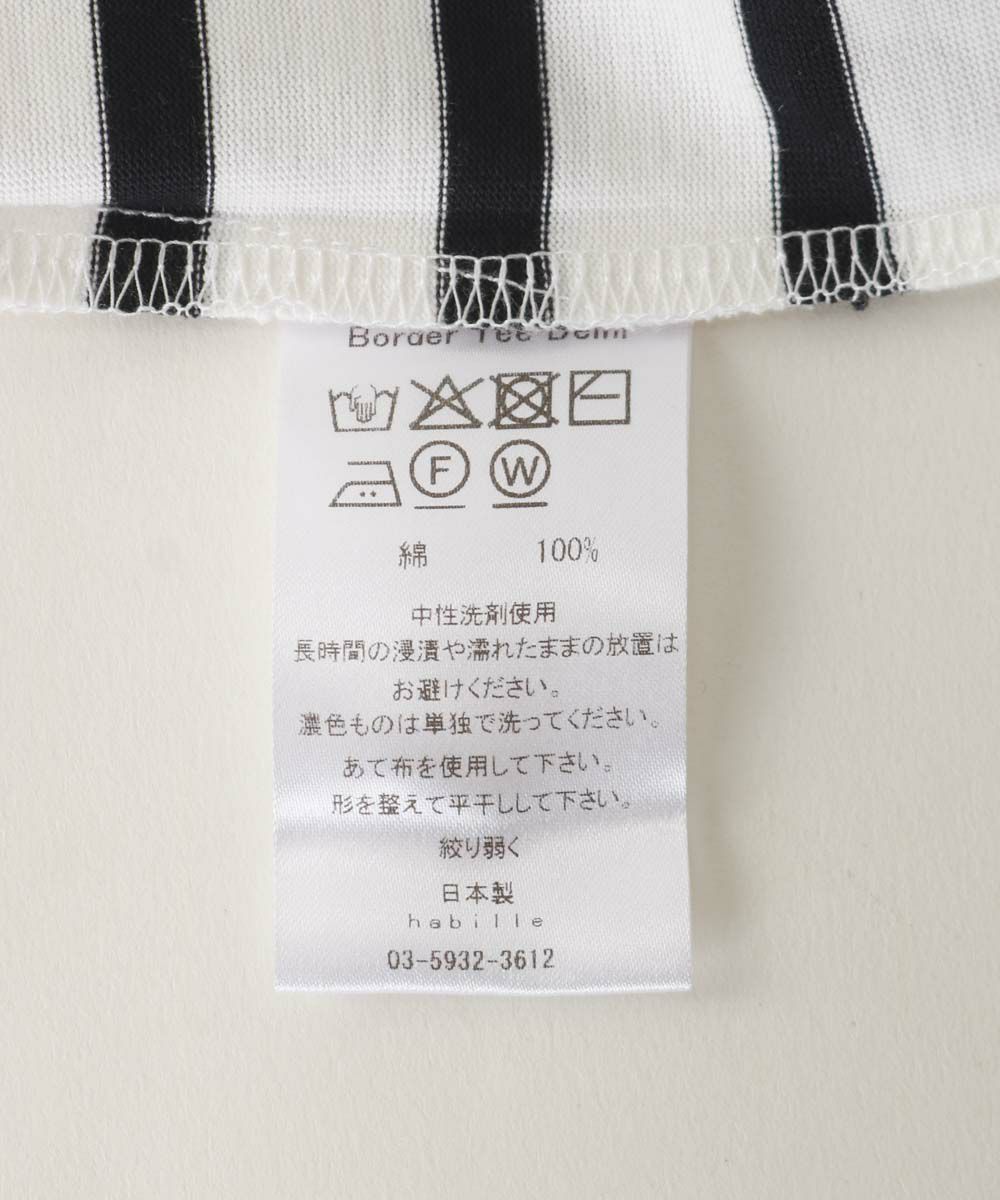 Border Tee
F W
綿 100%
中性洗剤使用
長時間の浸漬や濡れたままの放置は
お避けください。
濃色ものは単独で洗ってください。
あて布を使用して下さい。
形を整えて平干しして下さい。
絞り弱く
日本製
habille
03-5932-3612